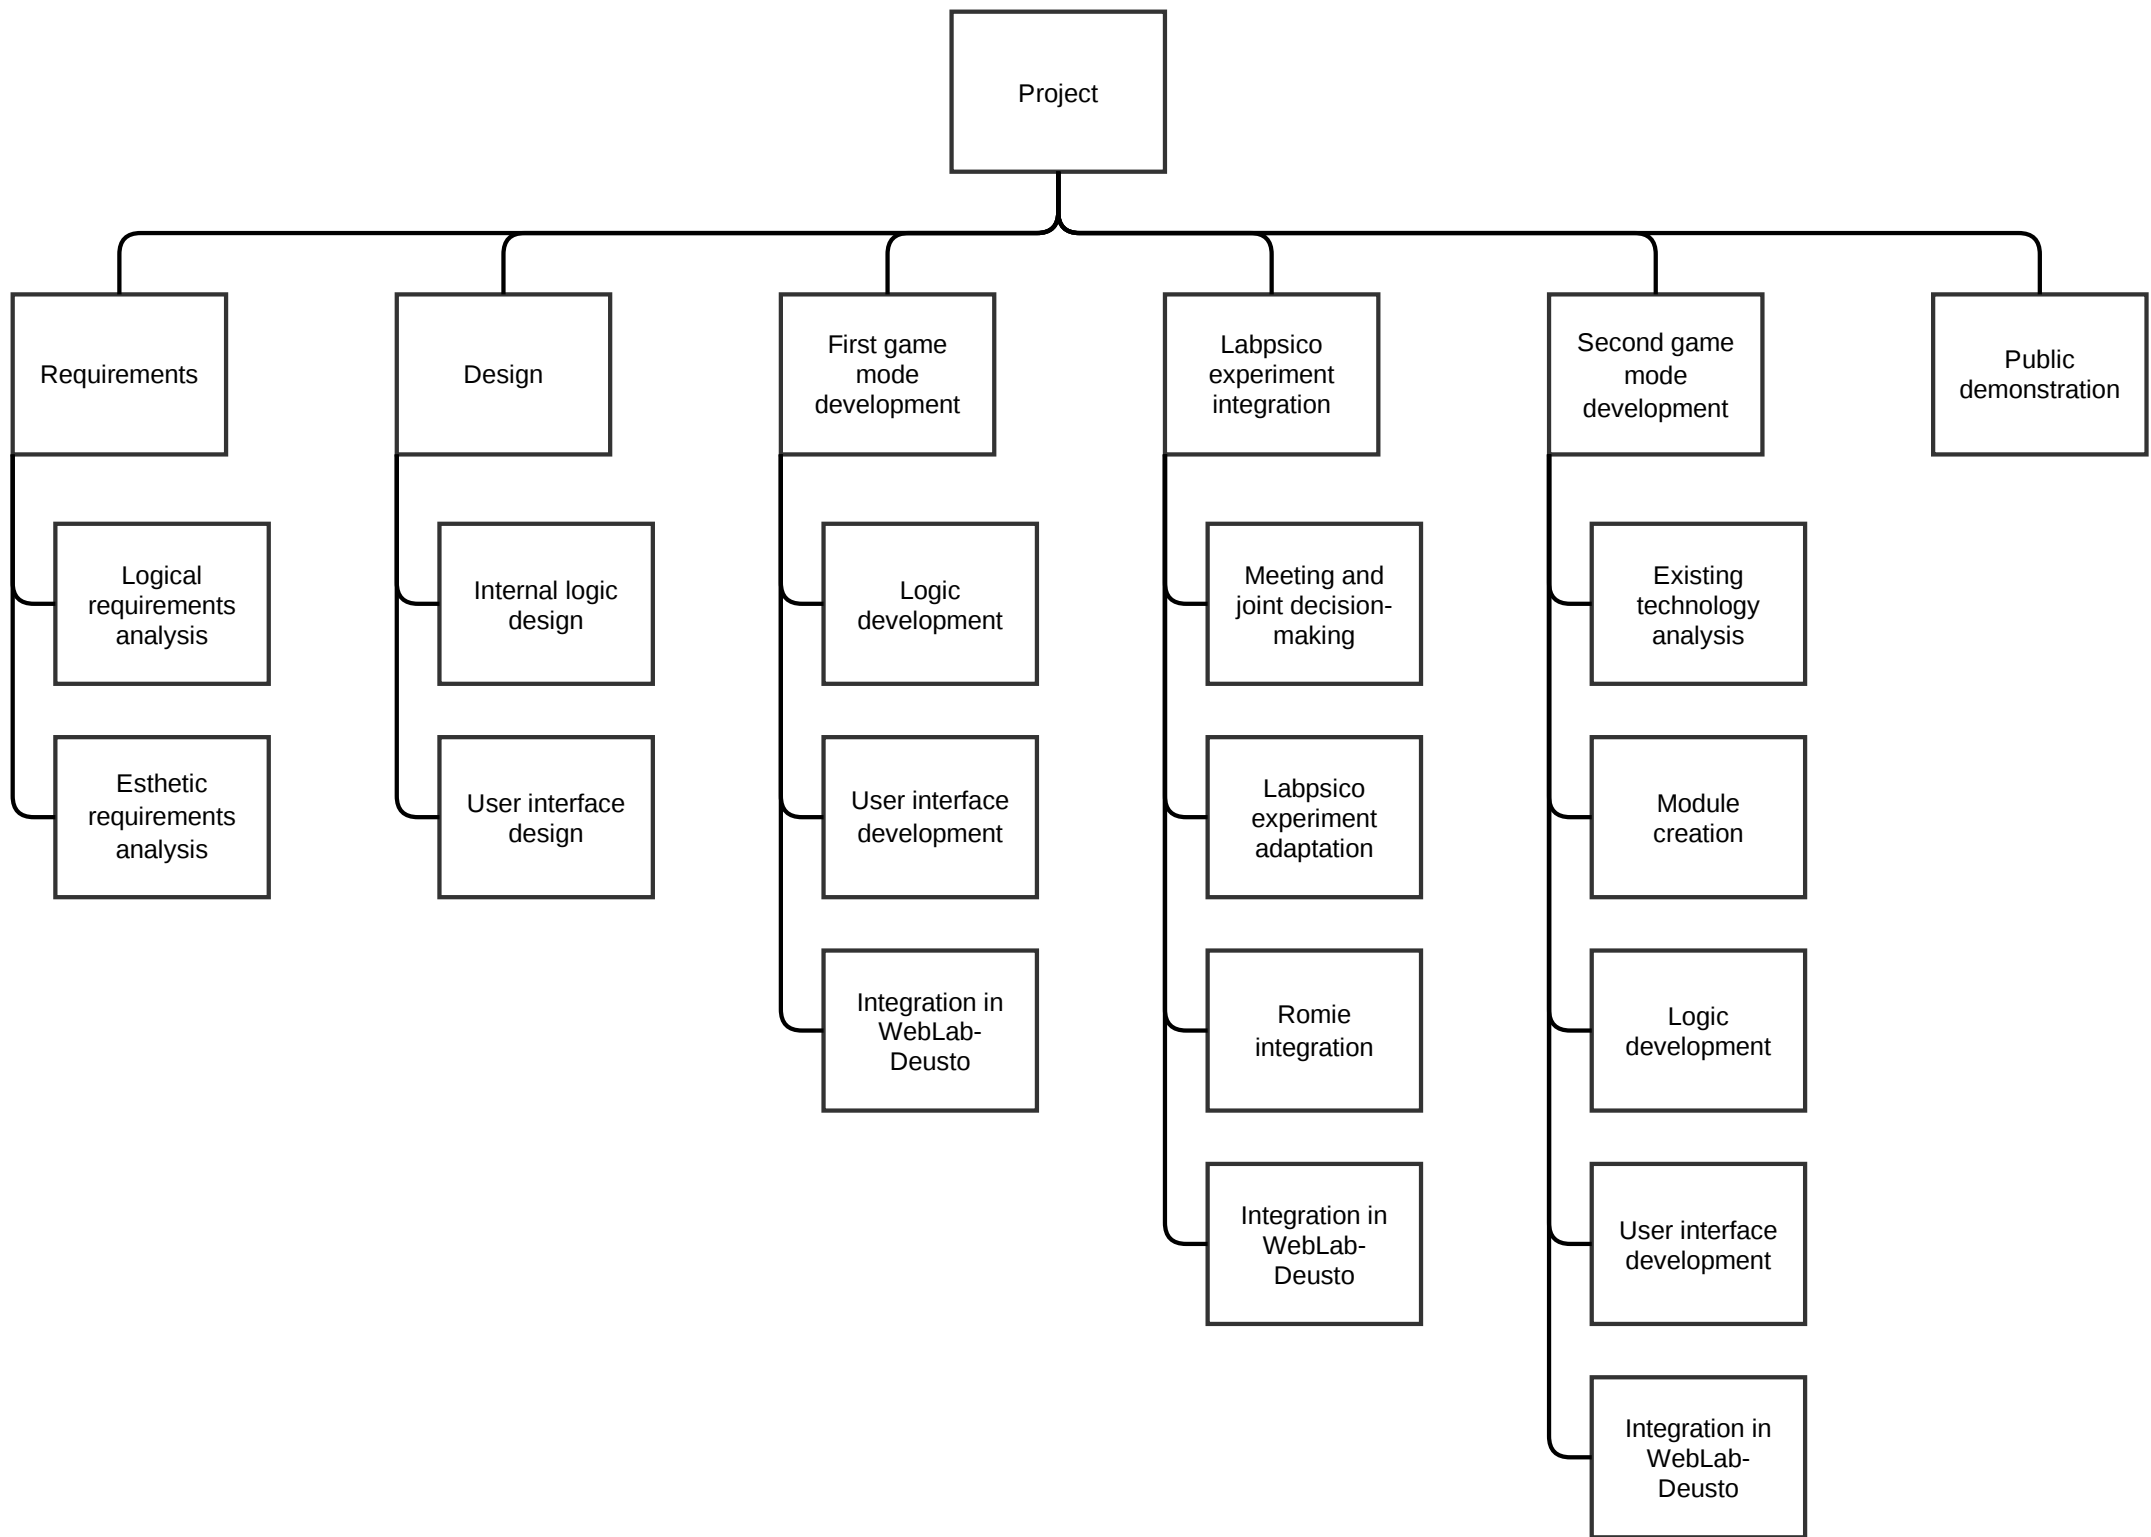 Project
Requirements
Logical
requirements
analysis
Esthetic
requirements
analysis
Design
Internal logic
design
User interface
design
First game
mode
development
Logic
development
User interface
development
Integration in
WebLab-
Deusto
Labpsico
experiment
integration
Meeting and
joint decision-
making
Labpsico
experiment
adaptation
Romie
integration
Integration in
WebLab-
Deusto
Second game
mode
development
Existing
technology
analysis
Module
creation
Logic
development
User interface
development
Integration in
WebLab-
Deusto
Public
demonstration